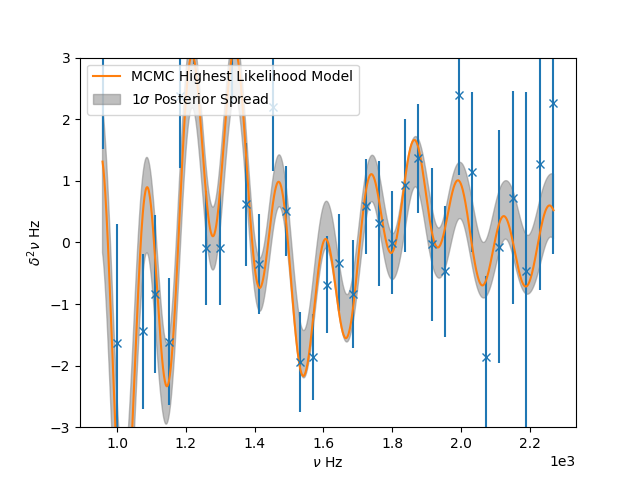 3
2
1
0
−1
−2
−3
δ²ν Hz
MCMC Highest Likelihood Model
1σ Posterior Spread
1.0 1.2 1.4 1.6 1.8 2.0 2.2
ν Hz
1e3